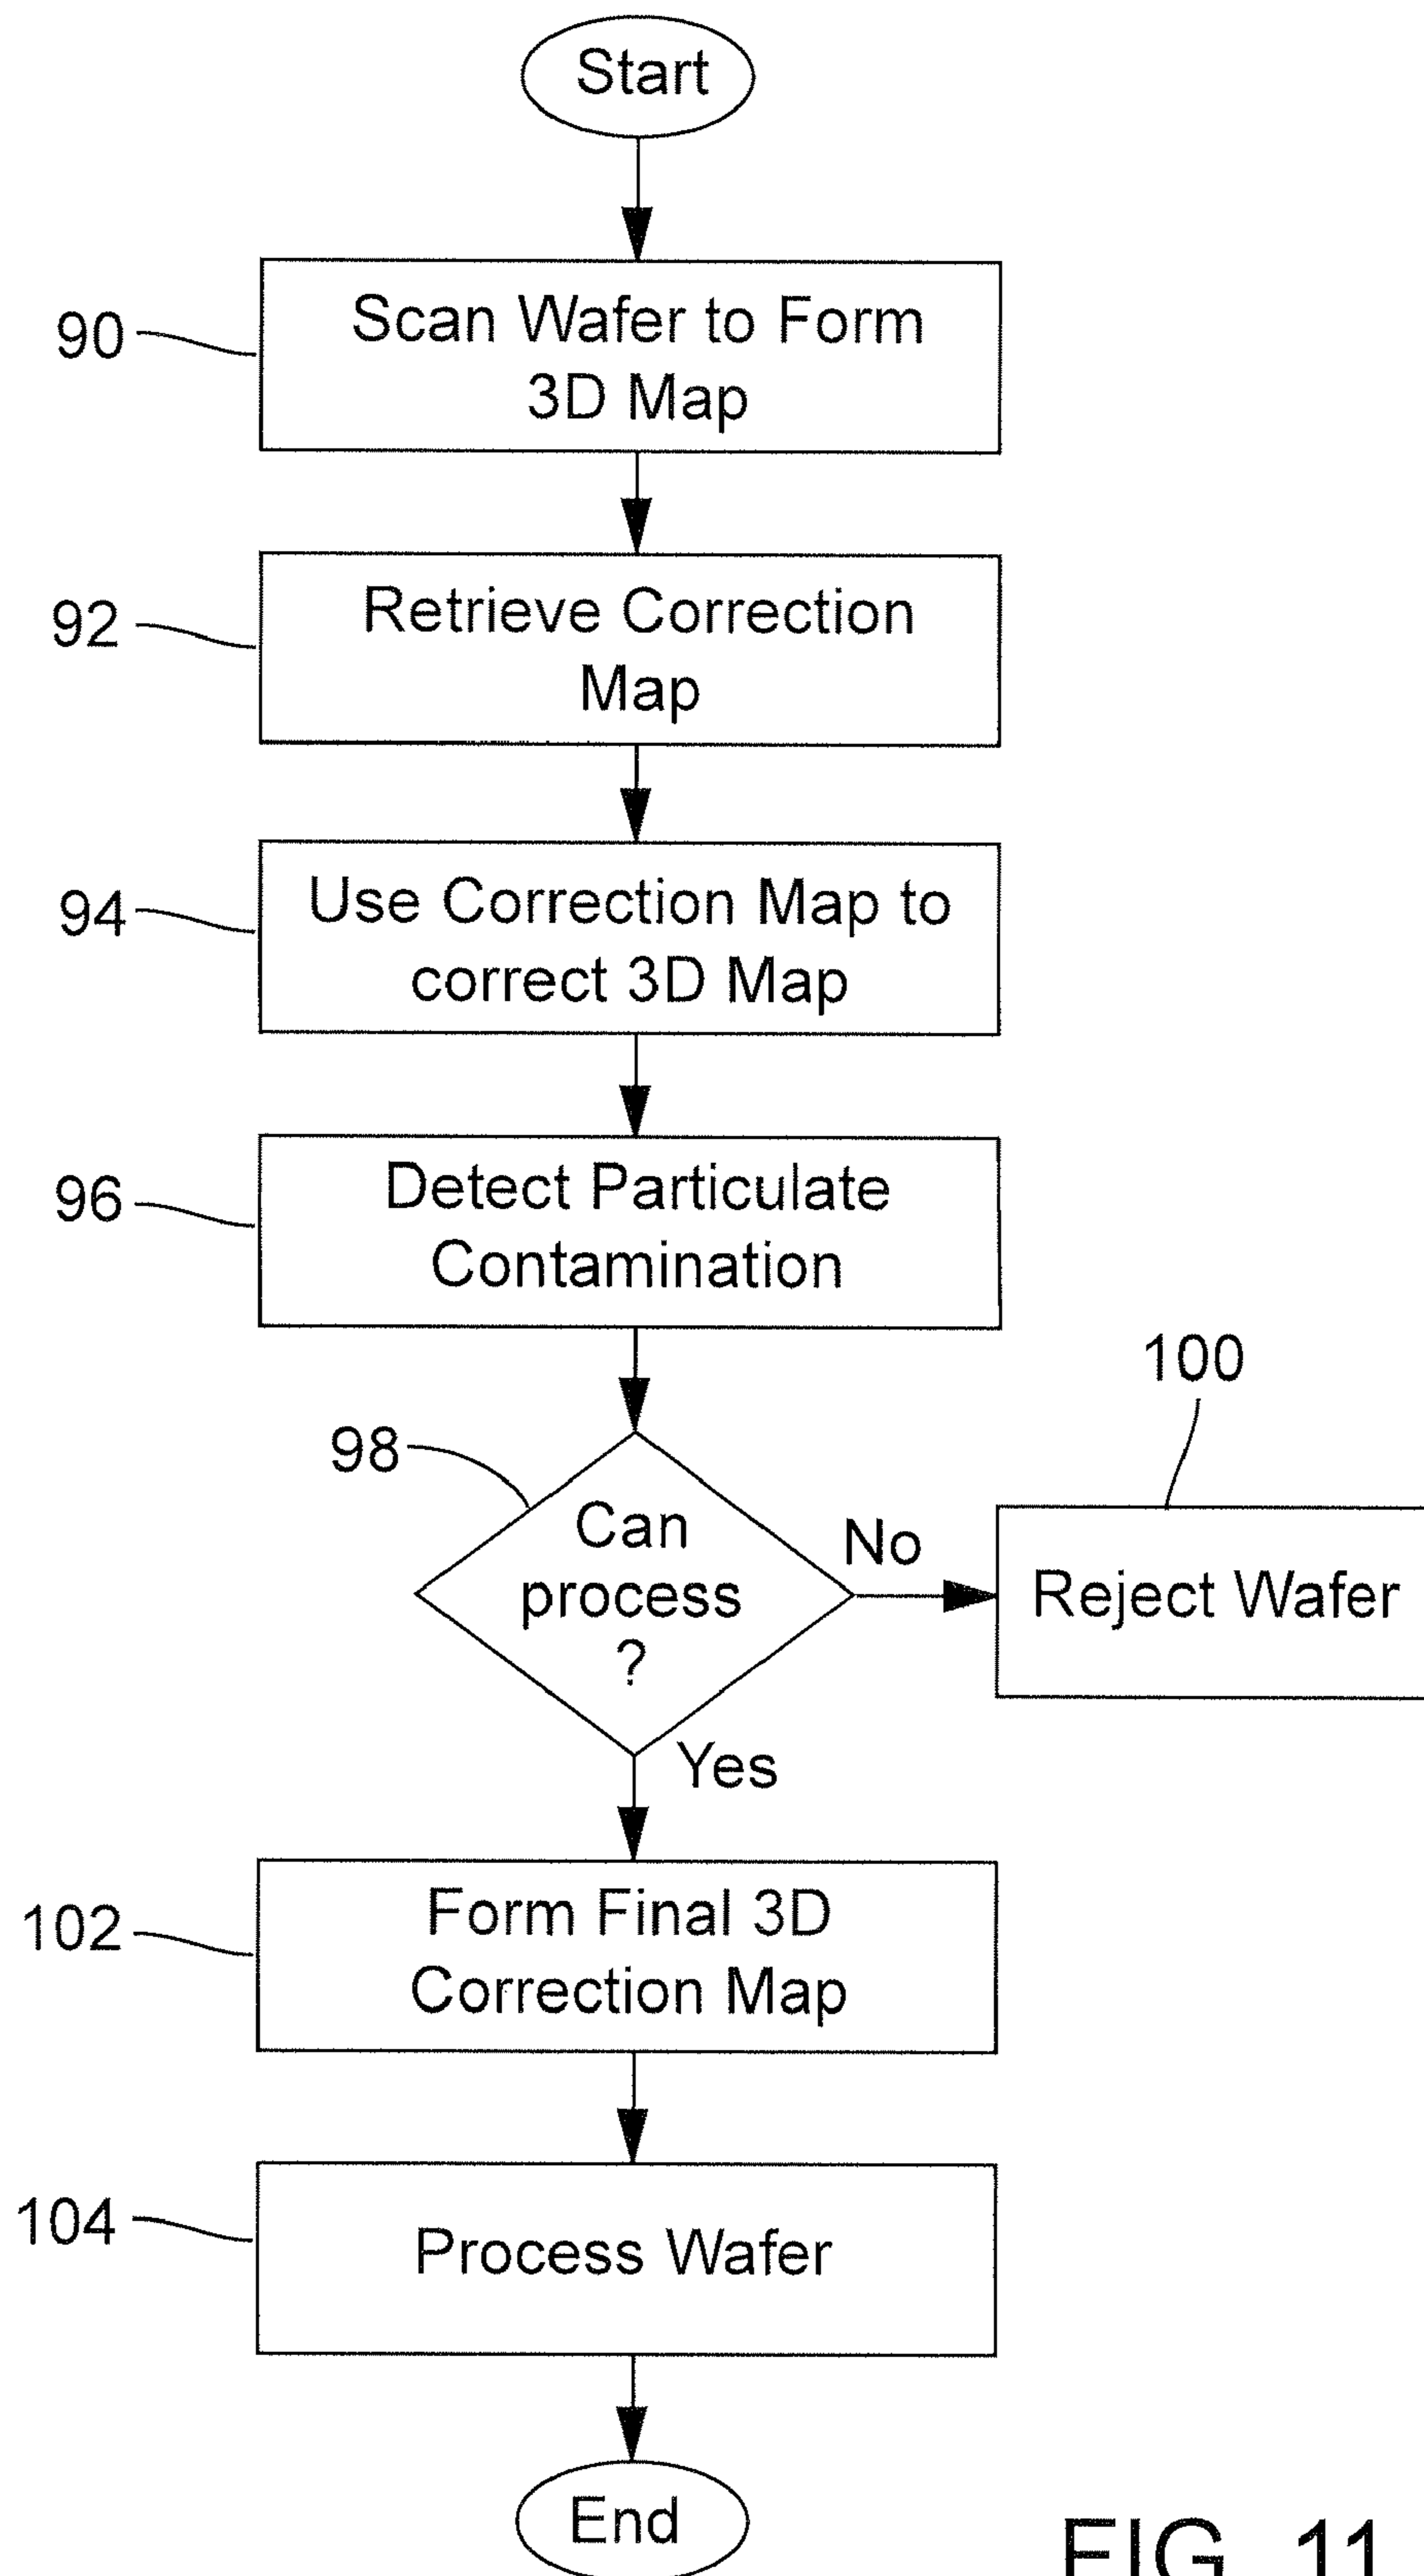 Start
90
Scan Wafer to Form
3D Map
92
Retrieve Correction
Map
94
Use Correction Map to
correct 3D Map
96
Detect Particulate
Contamination
98
Can
process
?
No
100
Reject Wafer
Yes
102
Form Final 3D
Correction Map
104
Process Wafer
End
FIG. 11